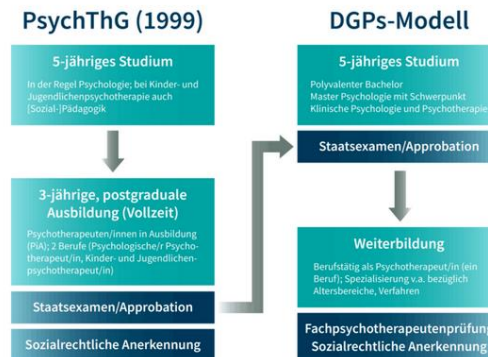 PsychThG (1999)
5-jähriges Studium
In der Regel Psychologie; bei Kinder- und
Jugendlichenpsychotherapie auch
[Sozial-]Pädagogik
3-jährige, postgraduale
Ausbildung (Vollzeit)
Psychotherapeuten/innen in Ausbildung
(PiA); 2 Berufe (Psychologische/r Psycho-
therapeut/in, Kinder- und Jugendlichen-
psychotherapeut/in)
Staatsexamen/Approbation
Sozialrechtliche Anerkennung
DGPs-Modell
5-jähriges Studium
Polyvalenter Bachelor
Master Psychologie mit Schwerpunkt
Klinische Psychologie und Psychotherapie
Staatsexamen/Approbation
Weiterbildung
Berufstätig als Psychotherapeut/in (ein
Beruf); Spezialisierung v.a. bezüglich
Altersbereiche, Verfahren
Fachpsychotherapeutenprüfung
Sozialrechtliche Anerkennung